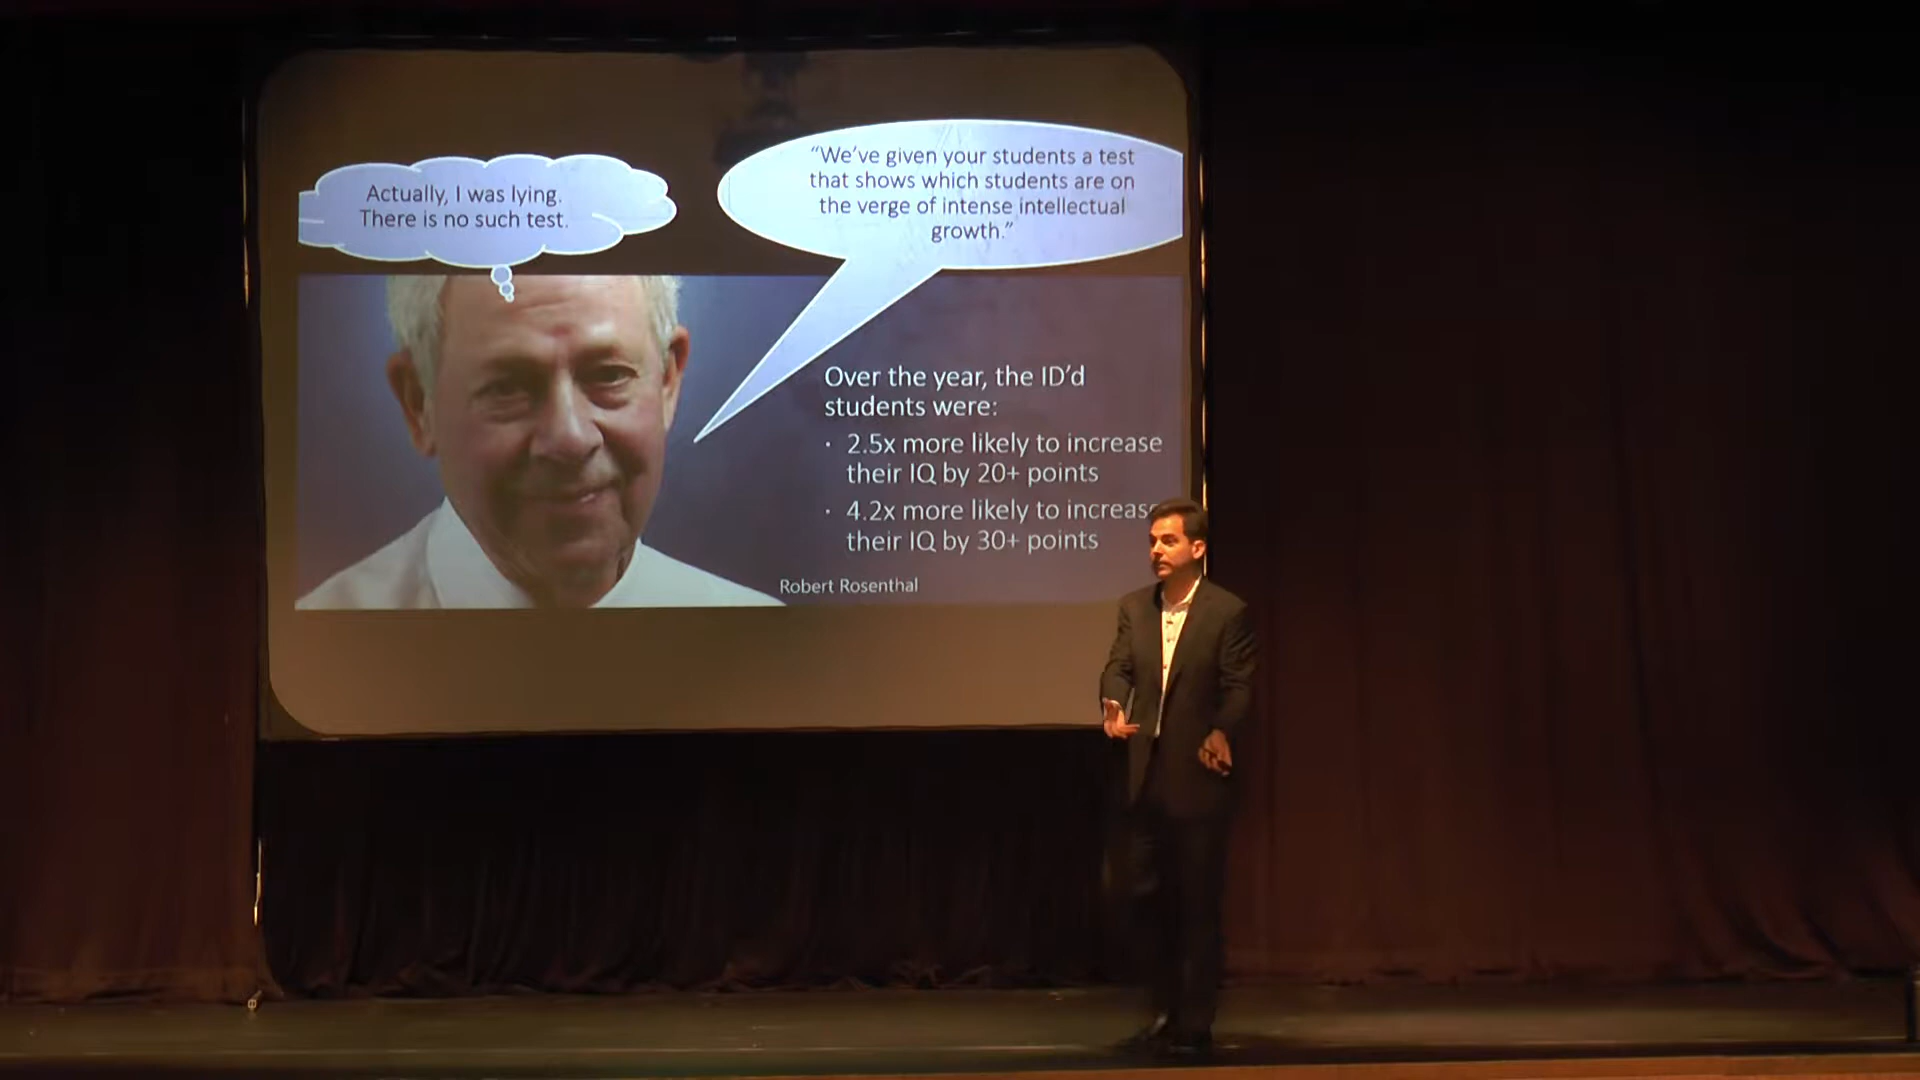 Actually, I was lying.
There is no such test.
“We’ve given your students a test
that shows which students are on
the verge of intense intellectual
growth.”
Over the year, the ID’d
students were:
· 2.5x more likely to increase
their IQ by 20+ points
· 4.2x more likely to increas
their IQ by 30+ points
Robert Rosenthal